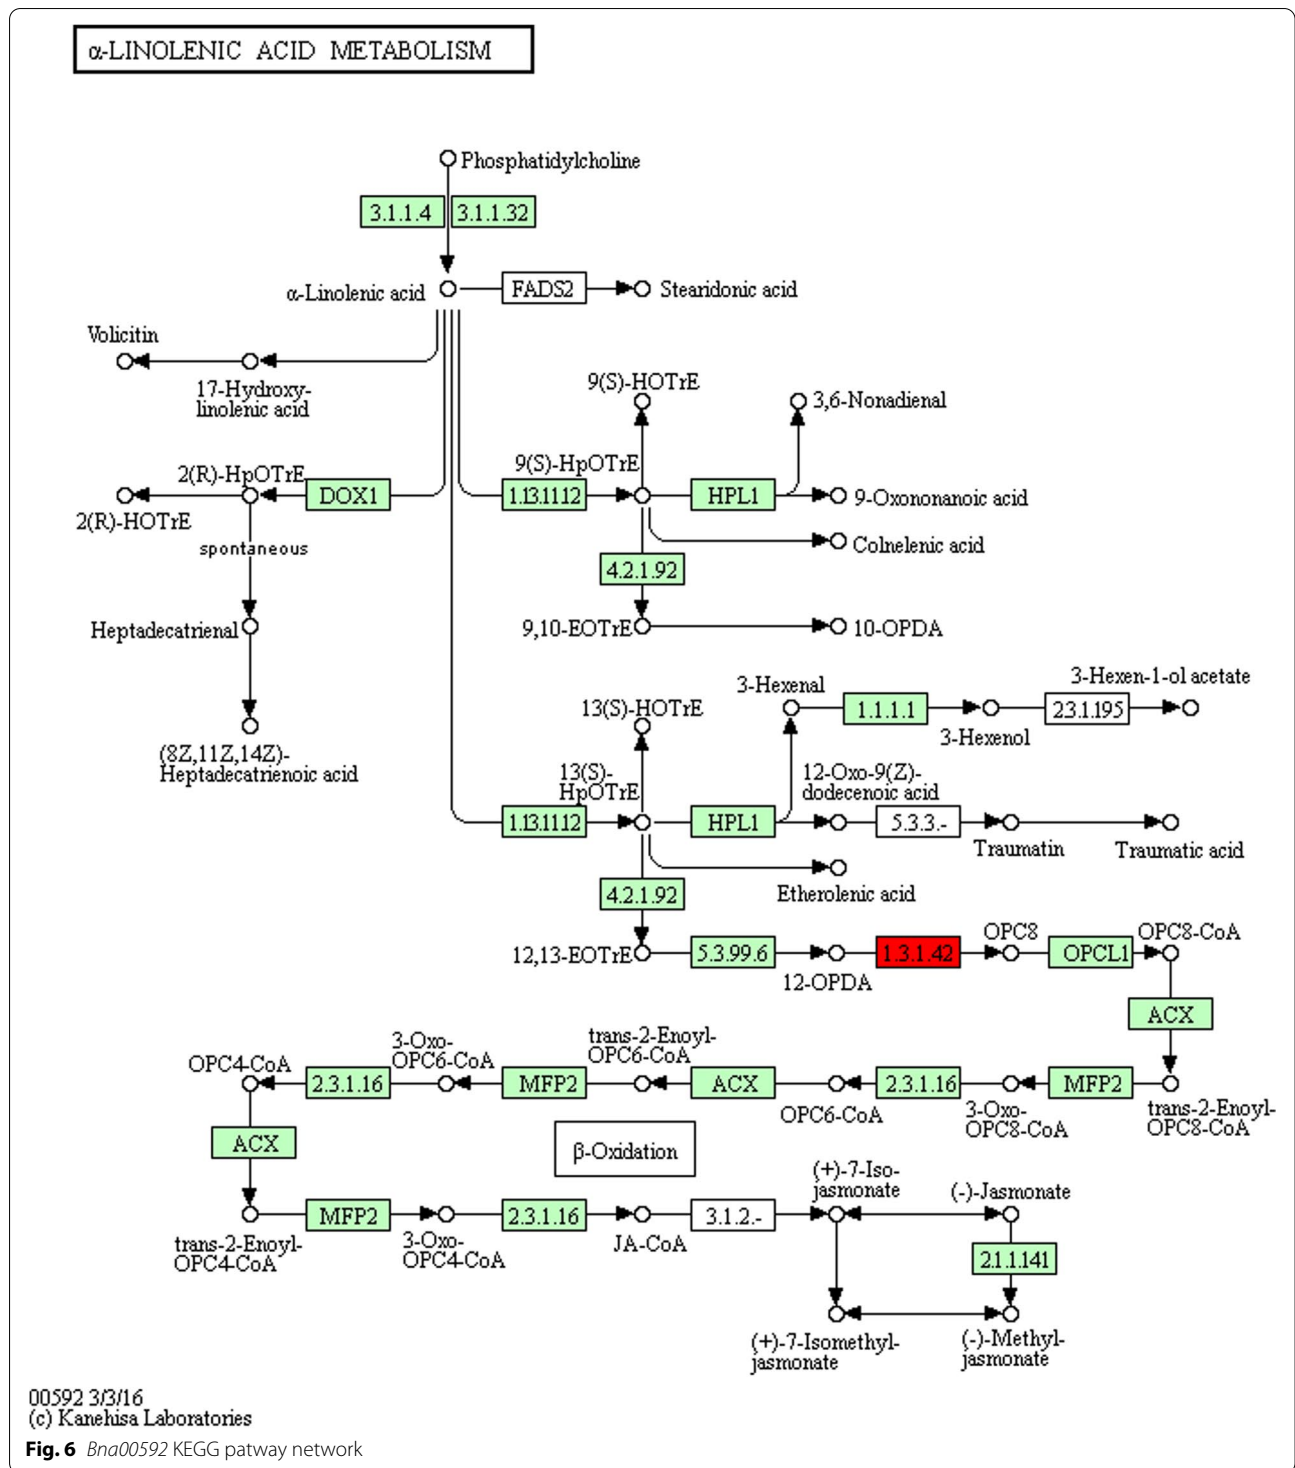 α-LINOLENIC ACID METABOLISM
Phosphatidylcholine
3.1.1.4
3.1.1.32
α-Linolenic acid
FADS2
Stearidonic acid
Volicitin
17-Hydroxy-
linolenic acid
9(S)-HOTrE
3,6-Nonadienal
2(R)-HpOTrE
DOX1
9(S)-HpOTrE
1.13.1112
HPL1
9-Oxononanoic acid
2(R)-HOTrE
spontaneous
Colnelenic acid
4.2.1.92
Heptadecatrienal
9,10-EOTrE
10-OPDA
3-Hexenal
3-Hexen-1-ol acetate
13(S)-HOTrE
1.1.1.1
23.1.195
3-Hexenol
(8Z,11Z,14Z)-
Heptadecatrienoic acid
13(S)-
HpOTrE
12-Oxo-9(Z)-
dodecenoic acid
1.13.1112
HPL1
5.3.3.-
Traumatin
Traumatic acid
Etherolenic acid
4.2.1.92
12,13-EOTrE
5.3.99.6
12-OPDA
1.3.1.42
OPC8
OPCL1
OPC8-CoA
ACX
OPC4-CoA
2.3.1.16
3-Oxo-
OPC6-CoA
MFP2
trans-2-Enoyl-
OPC6-CoA
ACX
OPC6-CoA
2.3.1.16
3-Oxo-
OPC8-CoA
MFP2
trans-2-Enoyl-
OPC8-CoA
ACX
β-Oxidation
(+)-7-Iso-
jasmonate
(-)-Jasmonate
trans-2-Enoyl-
OPC4-CoA
MFP2
3-Oxo-
OPC4-CoA
2.3.1.16
JA-CoA
3.1.2.-
2.1.1.141
(+)-7-Isomethyl-
jasmonate
(-)-Methyl-
jasmonate
00592 3/3/16
(c) Kanehisa Laboratories
Fig. 6 Bna00592 KEGG patway network